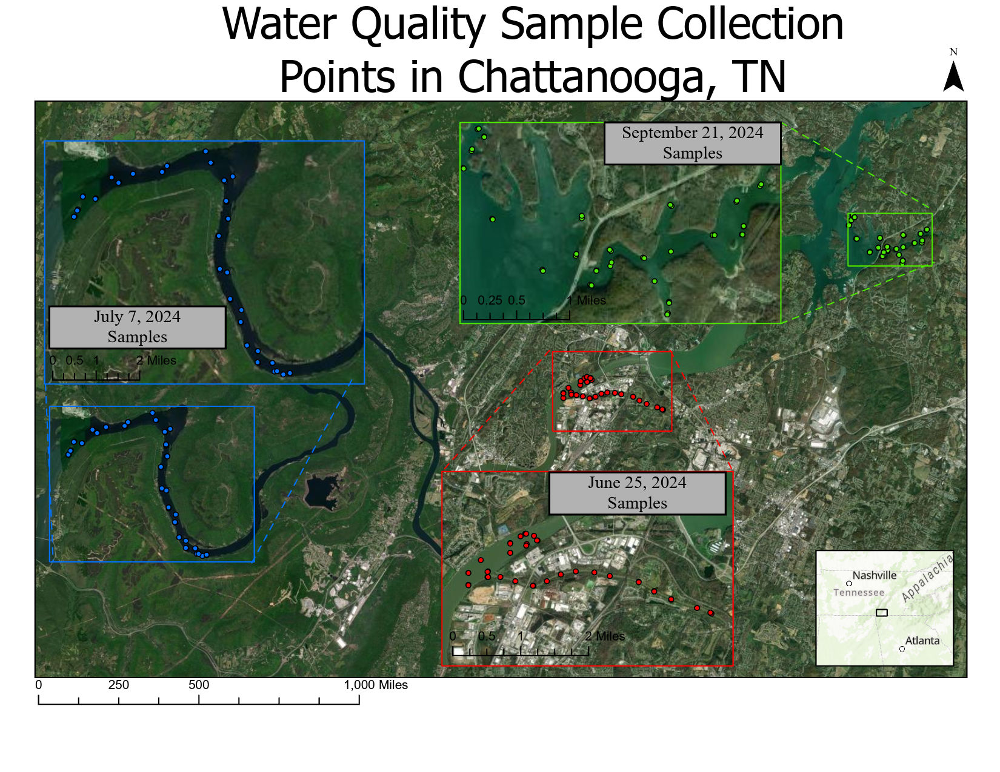 Water Quality Sample Collection
Points in Chattanooga, TN
N
September 21, 2024
Samples
0 0.25 0.5 1 Miles
July 7, 2024
Samples
0 0.5 1 2 Miles
June 25, 2024
Samples
0 0.5 1 2 Miles
Nashville
Tennessee
Appalachia
Atlanta
0 250 500 1,000 Miles